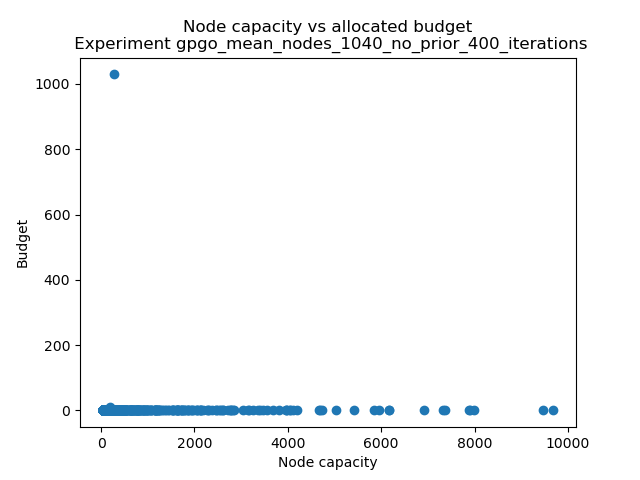 Node capacity vs allocated budget
Experiment gpgo_mean_nodes_1040_no_prior_400_iterations
1000
800
600
400
200
0
Budget
0 2000 4000 6000 8000 10000
Node capacity